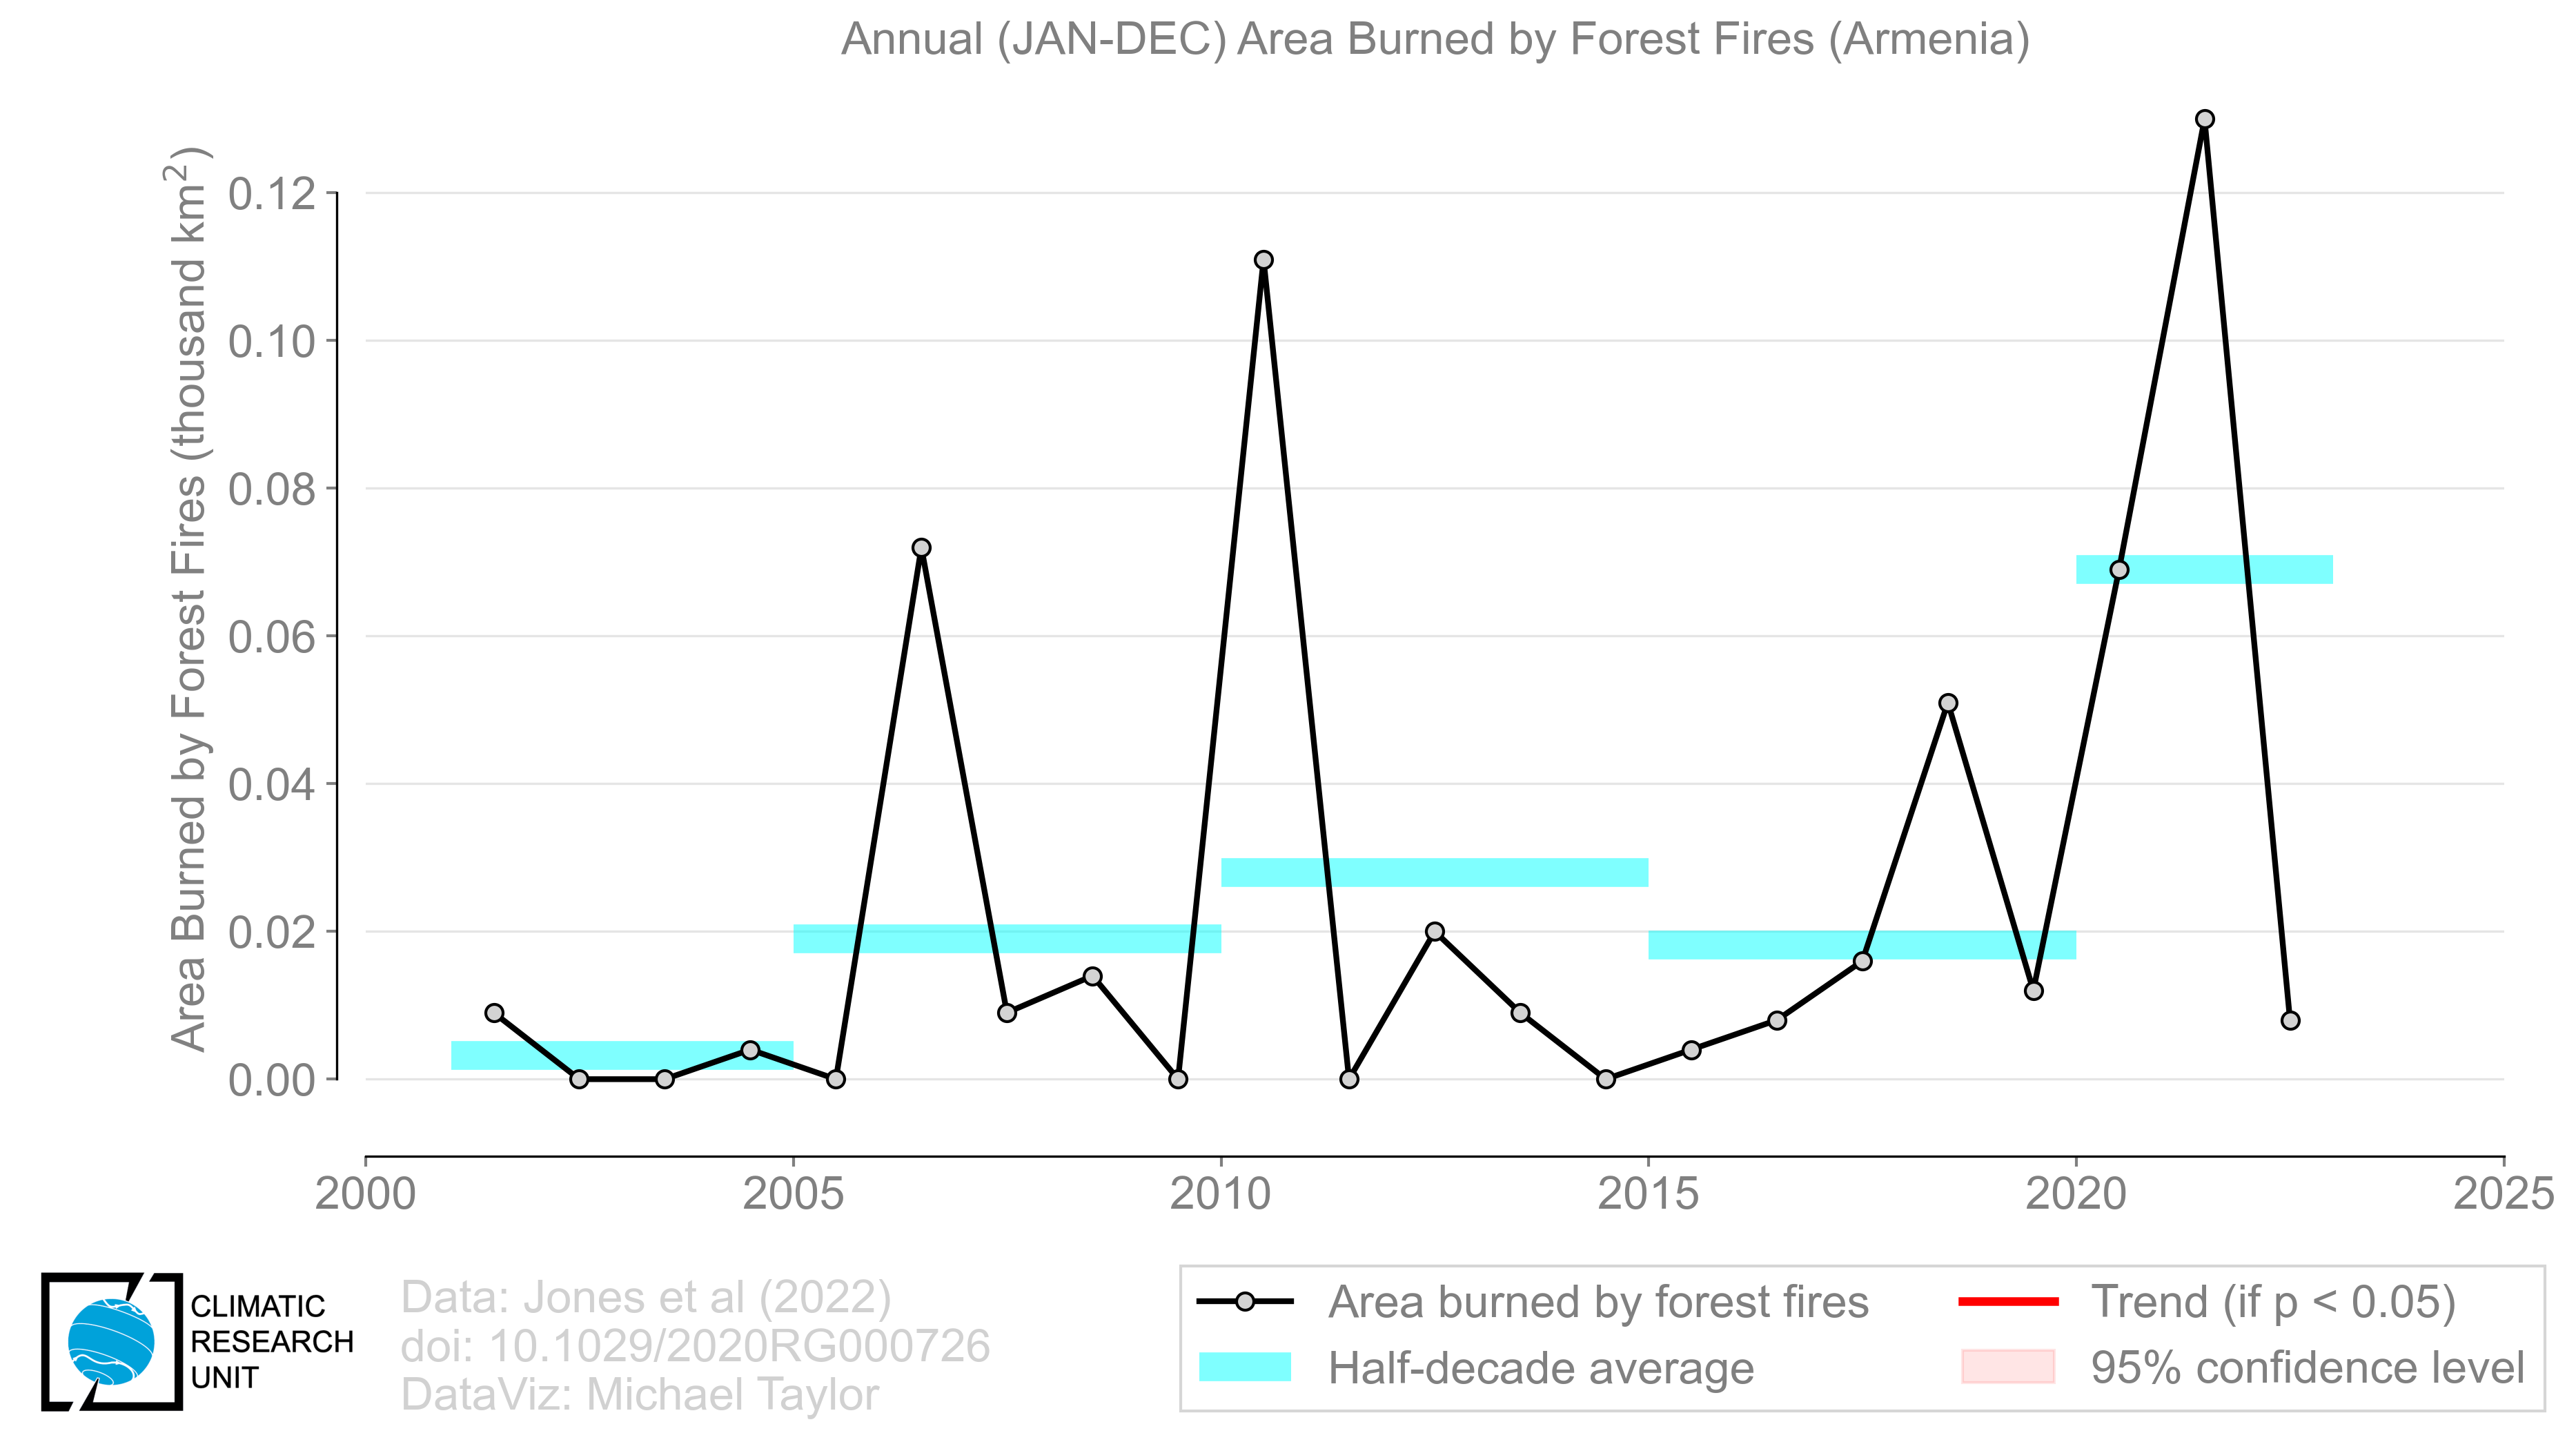 Annual (JAN-DEC) Area Burned by Forest Fires (Armenia)
Area Burned by Forest Fires (thousand km²)
0.12
0.10
0.08
0.06
0.04
0.02
0.00
2000 2005 2010 2015 2020 2025
CLIMATIC
RESEARCH
UNIT
Data: Jones et al (2022)
doi: 10.1029/2020RG000726
DataViz: Michael Taylor
Area burned by forest fires
Half-decade average
Trend (if p < 0.05)
95% confidence level